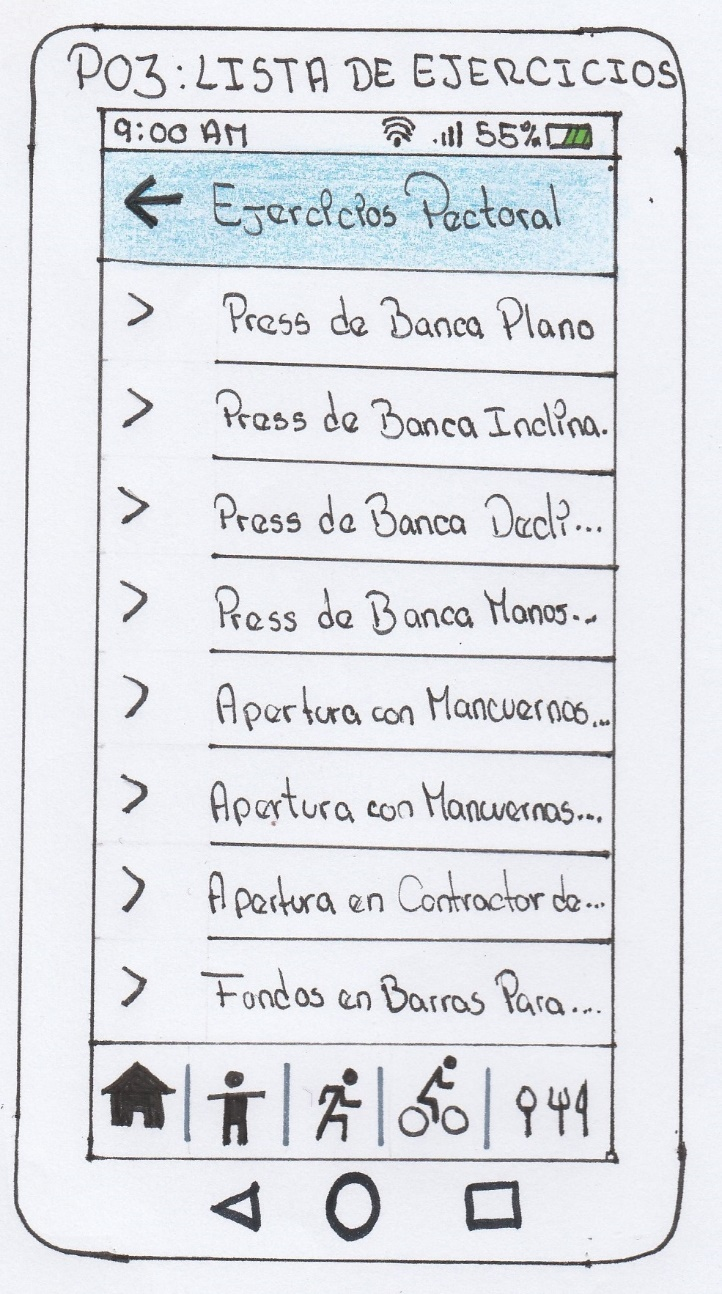 P03: LISTA DE EJERCICIOS
9:00 AM 55%
Ejercicios Pectoral
Press de Banca Plano
Press de Banca Inclina.
Press de Banca Decli...
Press de Banca Manos...
Apertura con Mancuernas...
Apertura con Mancuernas...
Apertura en Contractor de...
Fondos en Barras Para...